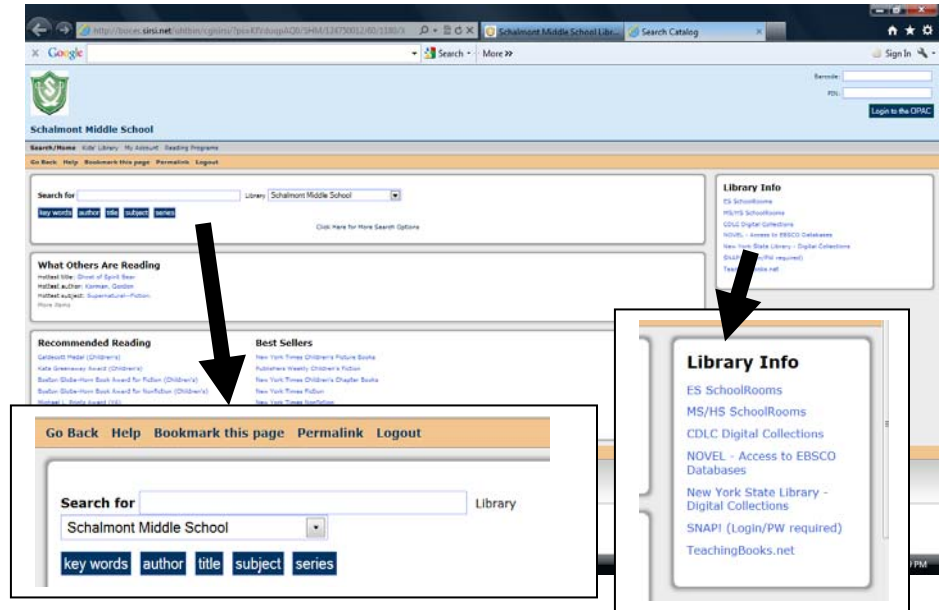 Schalmont Middle School Libr...
Search Catalog
Google
Search
More >>
Sign In
Barcode:
PIN:
Login to the OPAC
Schalmont Middle School
Search/Home Kids' Library My Account Reading Programs
Go Back Help Bookmark this page Permalink Logout
Search for
Library Schalmont Middle School
key words author title subject series
Click Here for More Search Options
Library Info
ES SchoolRooms
MS/HS SchoolRooms
CDLC Digital Collections
NOVEL - Access to EBSCO Databases
New York State Library - Digital Collections
TeachingBooks.net
What Others Are Reading
Hottest title: Ghost of Spirit Bear
Hottest author: Korman, Gordon
Hottest subject: Supernatural--Fiction
More Items
Recommended Reading
Caldecott Medal (Children's)
Kate Greenaway Award (Children's)
Boston Globe-Horn Book Award for Fiction (Children's)
Boston Globe-Horn Book Award for Nonfiction (Children's)
Michael L. Printz Award (YA)
Best Sellers
New York Times Children's Picture Books
Publishers Weekly Children's Fiction
New York Times Children's Chapter Books
New York Times Fiction
New York Times Nonfiction
Go Back Help Bookmark this page Permalink Logout
Search for
Library
Schalmont Middle School
key words author title subject series
Library Info
ES SchoolRooms
MS/HS SchoolRooms
CDLC Digital Collections
NOVEL - Access to EBSCO
Databases
New York State Library -
Digital Collections
SNAP! (Login/PW required)
TeachingBooks.net
PM